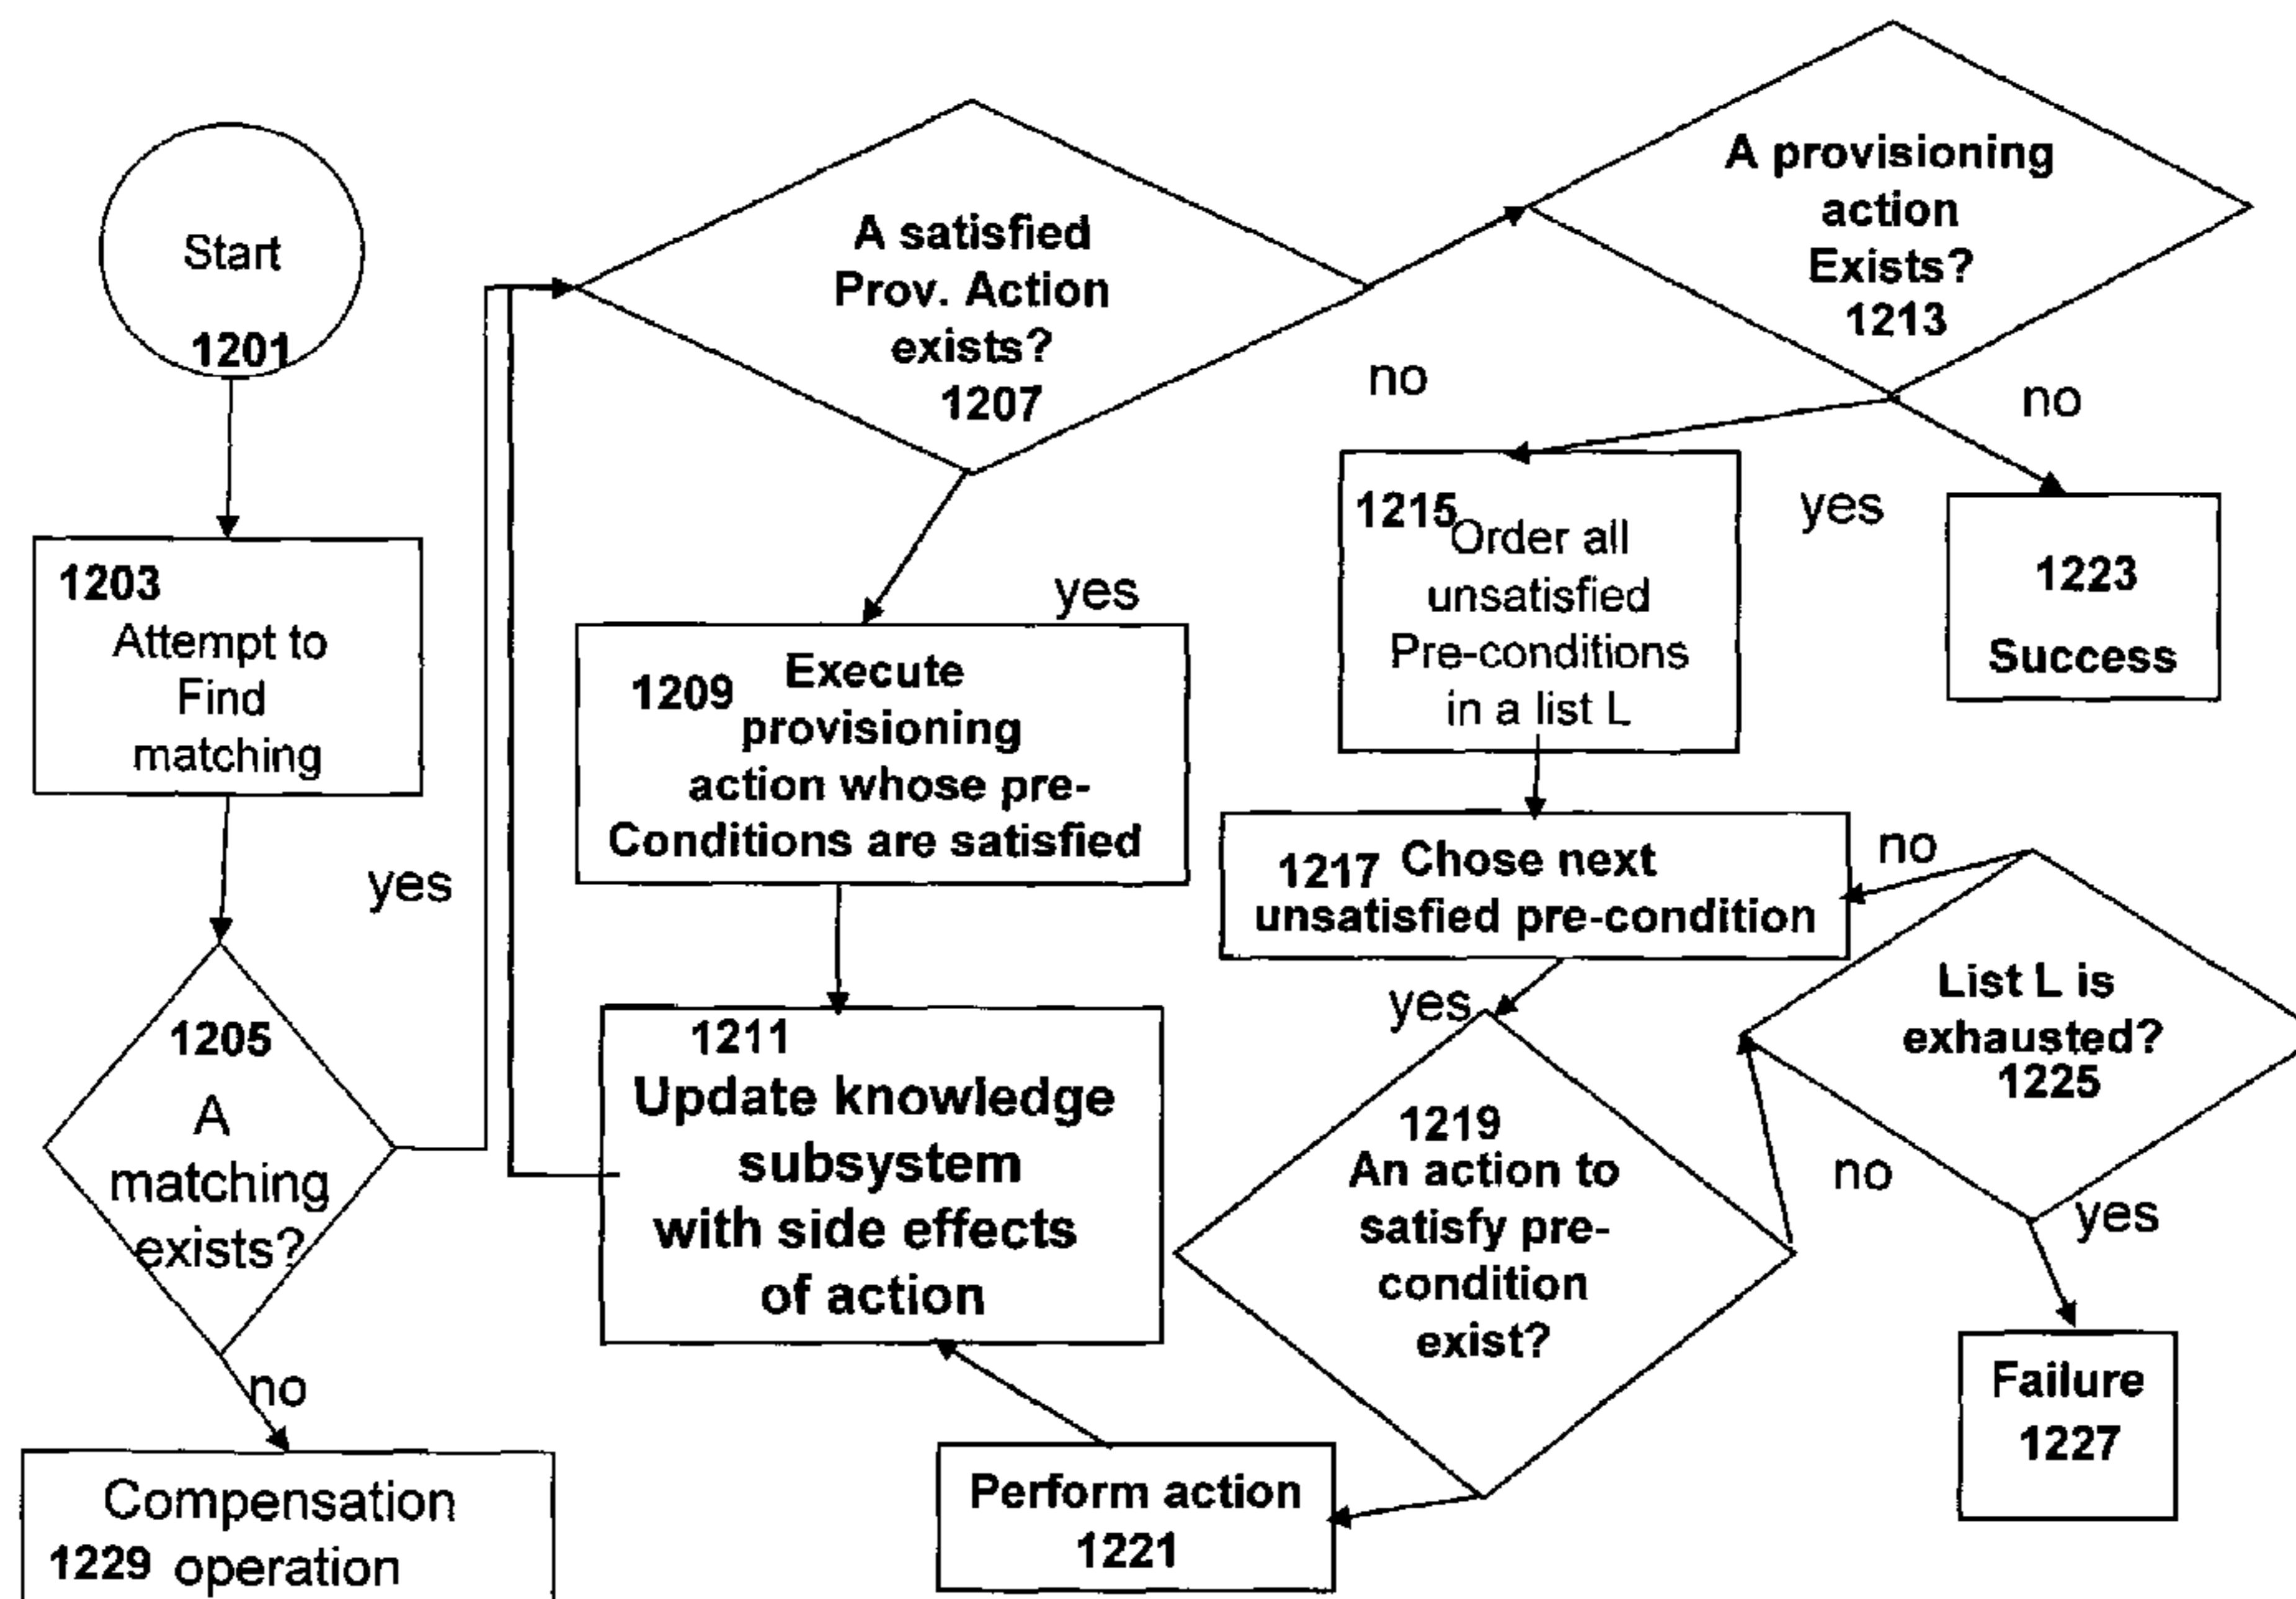 Start
1201
1203
Attempt to
Find
matching
yes
1205
A
matching
exists?
no
Compensation
1229 operation
A satisfied
Prov. Action
exists?
1207
no
yes
1209 Execute
provisioning
action whose pre-
Conditions are satisfied
1211
Update knowledge
subsystem
with side effects
of action
A provisioning
action
Exists?
1213
no
yes
1215 Order all
unsatisfied
Pre-conditions
in a list L
1223
Success
1217 Chose next
unsatisfied pre-condition
no
yes
1219
An action to
satisfy pre-
condition
exist?
no
List L is
exhausted?
1225
yes
Failure
1227
Perform action
1221